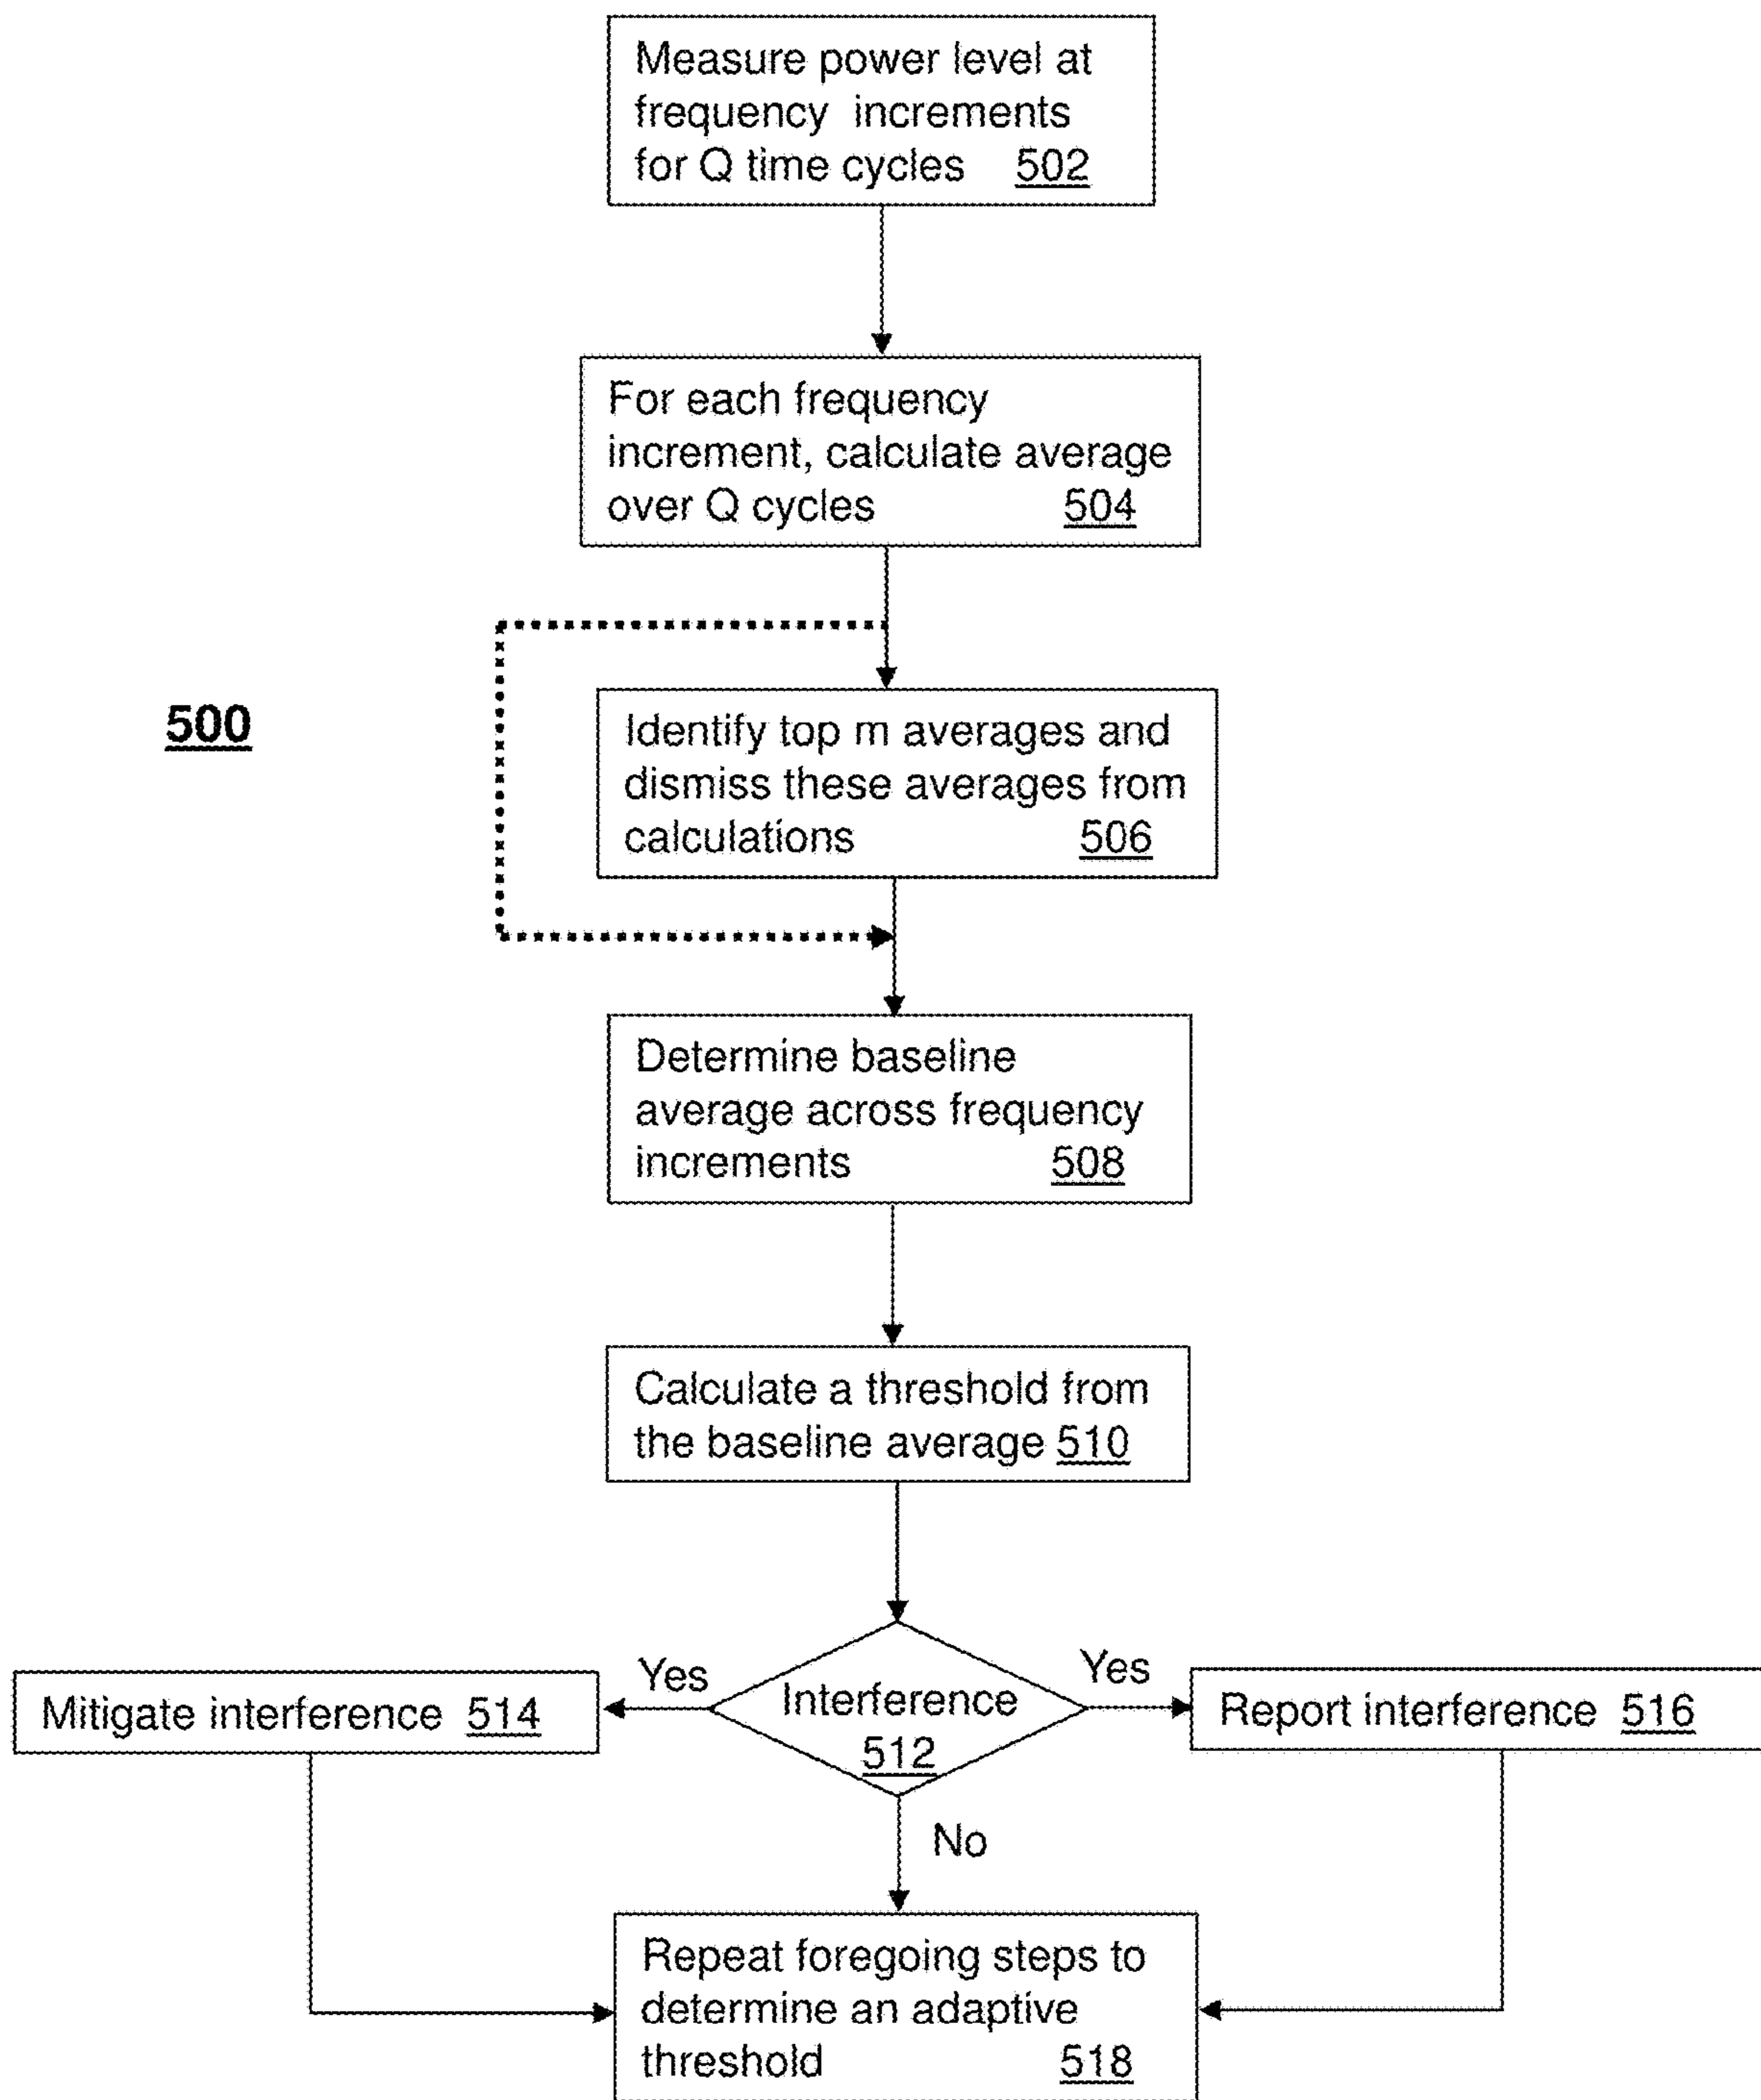 Measure power level at
frequency increments
for Q time cycles 502
For each frequency
increment, calculate average
over Q cycles 504
500
Identify top m averages and
dismiss these averages from
calculations 506
Determine baseline
average across frequency
increments 508
Calculate a threshold from
the baseline average 510
Yes
Yes
Mitigate interference 514
Interference
512
Report interference 516
No
Repeat foregoing steps to
determine an adaptive
threshold 518